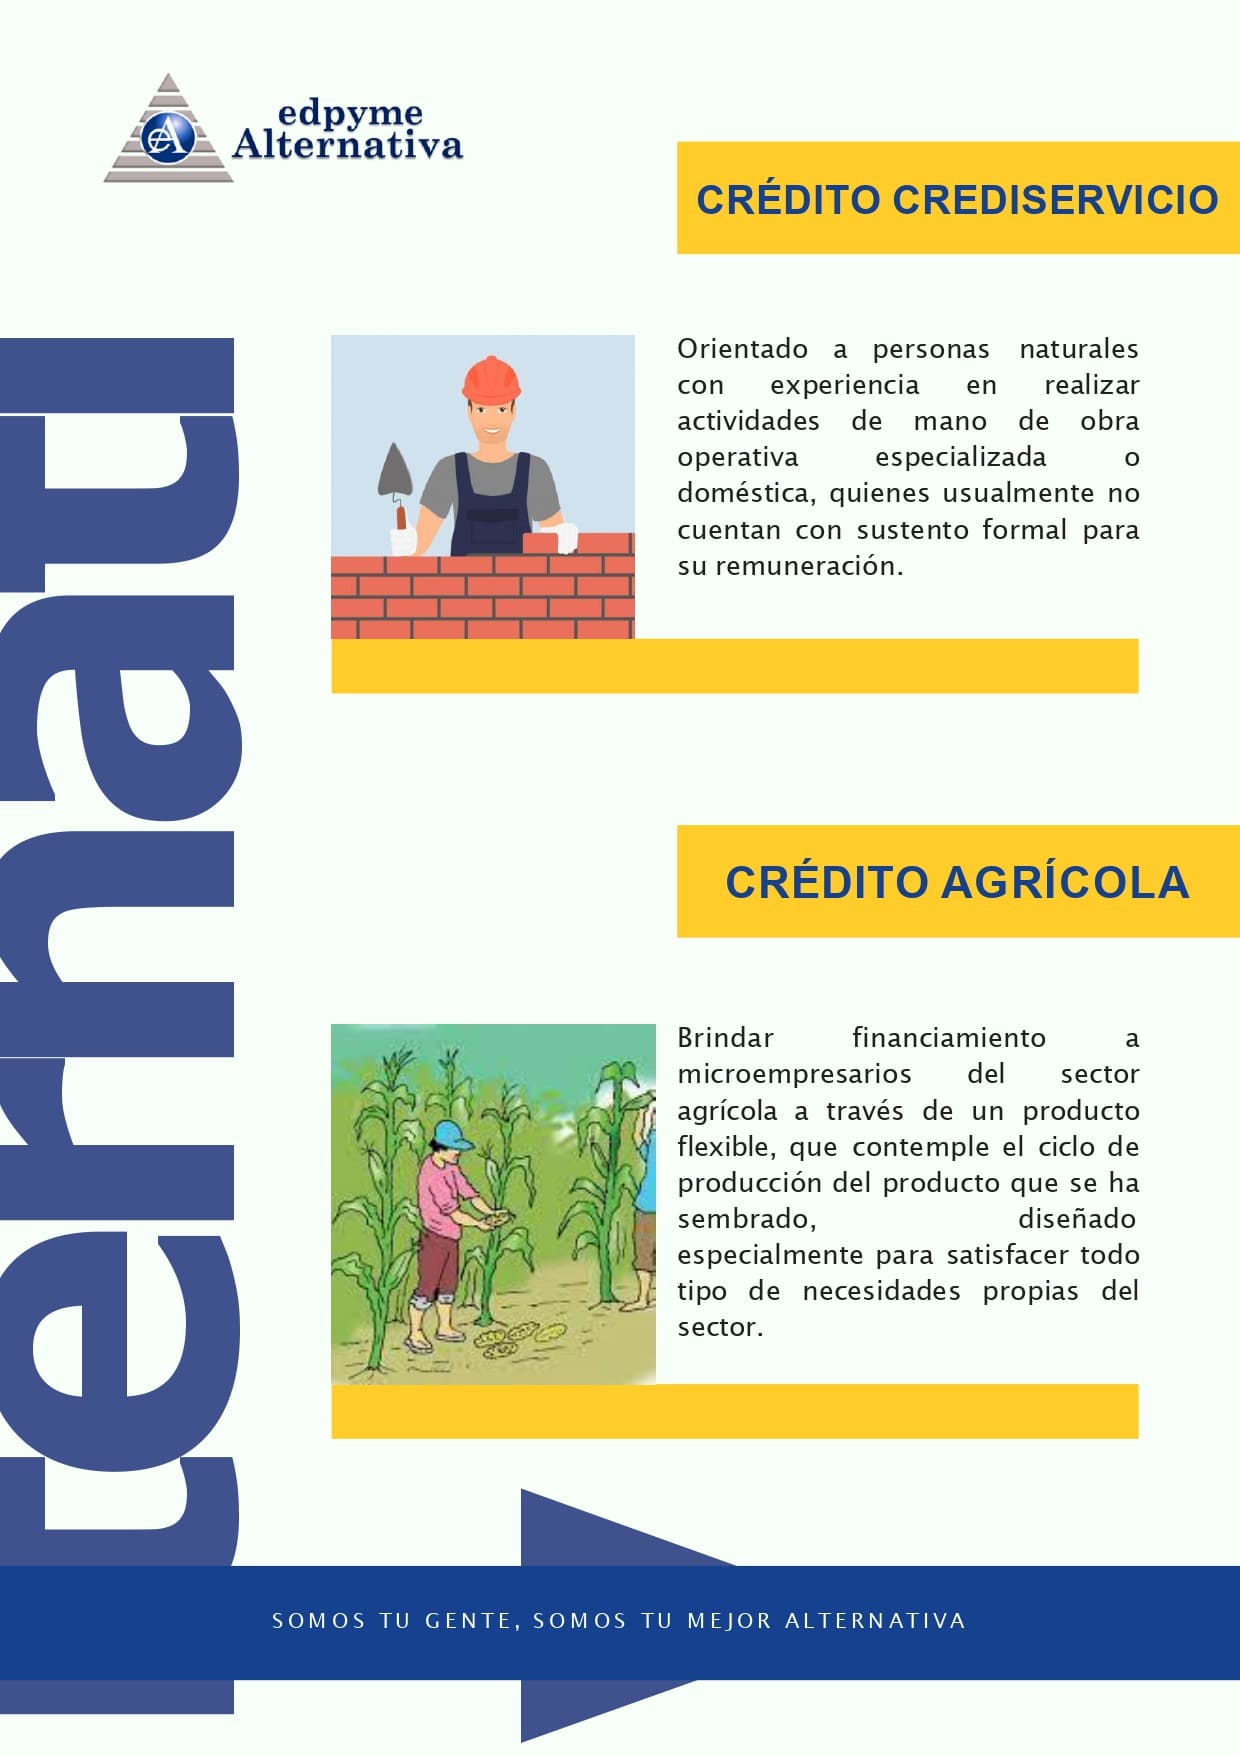 edpyme
Alternativa
CRÉDITO CREDISERVICIO
Orientado a personas naturales
con experiencia en realizar
actividades de mano de obra
operativa especializada o
doméstica, quienes usualmente no
cuentan con sustento formal para
su remuneración.
CRÉDITO AGRÍCOLA
Brindar financiamiento a
microempresarios del sector
agrícola a través de un producto
flexible, que contemple el ciclo de
producción del producto que se ha
sembrado, diseñado
especialmente para satisfacer todo
tipo de necesidades propias del
sector.
SOMOS TU GENTE, SOMOS TU MEJOR ALTERNATIVA